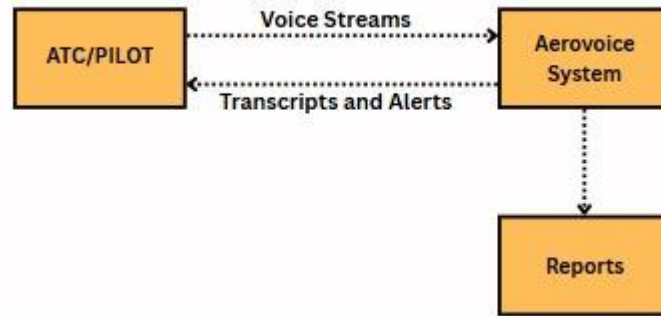 Voice Streams
ATC/PILOT
Aerovoice
System
Transcripts and Alerts
Reports